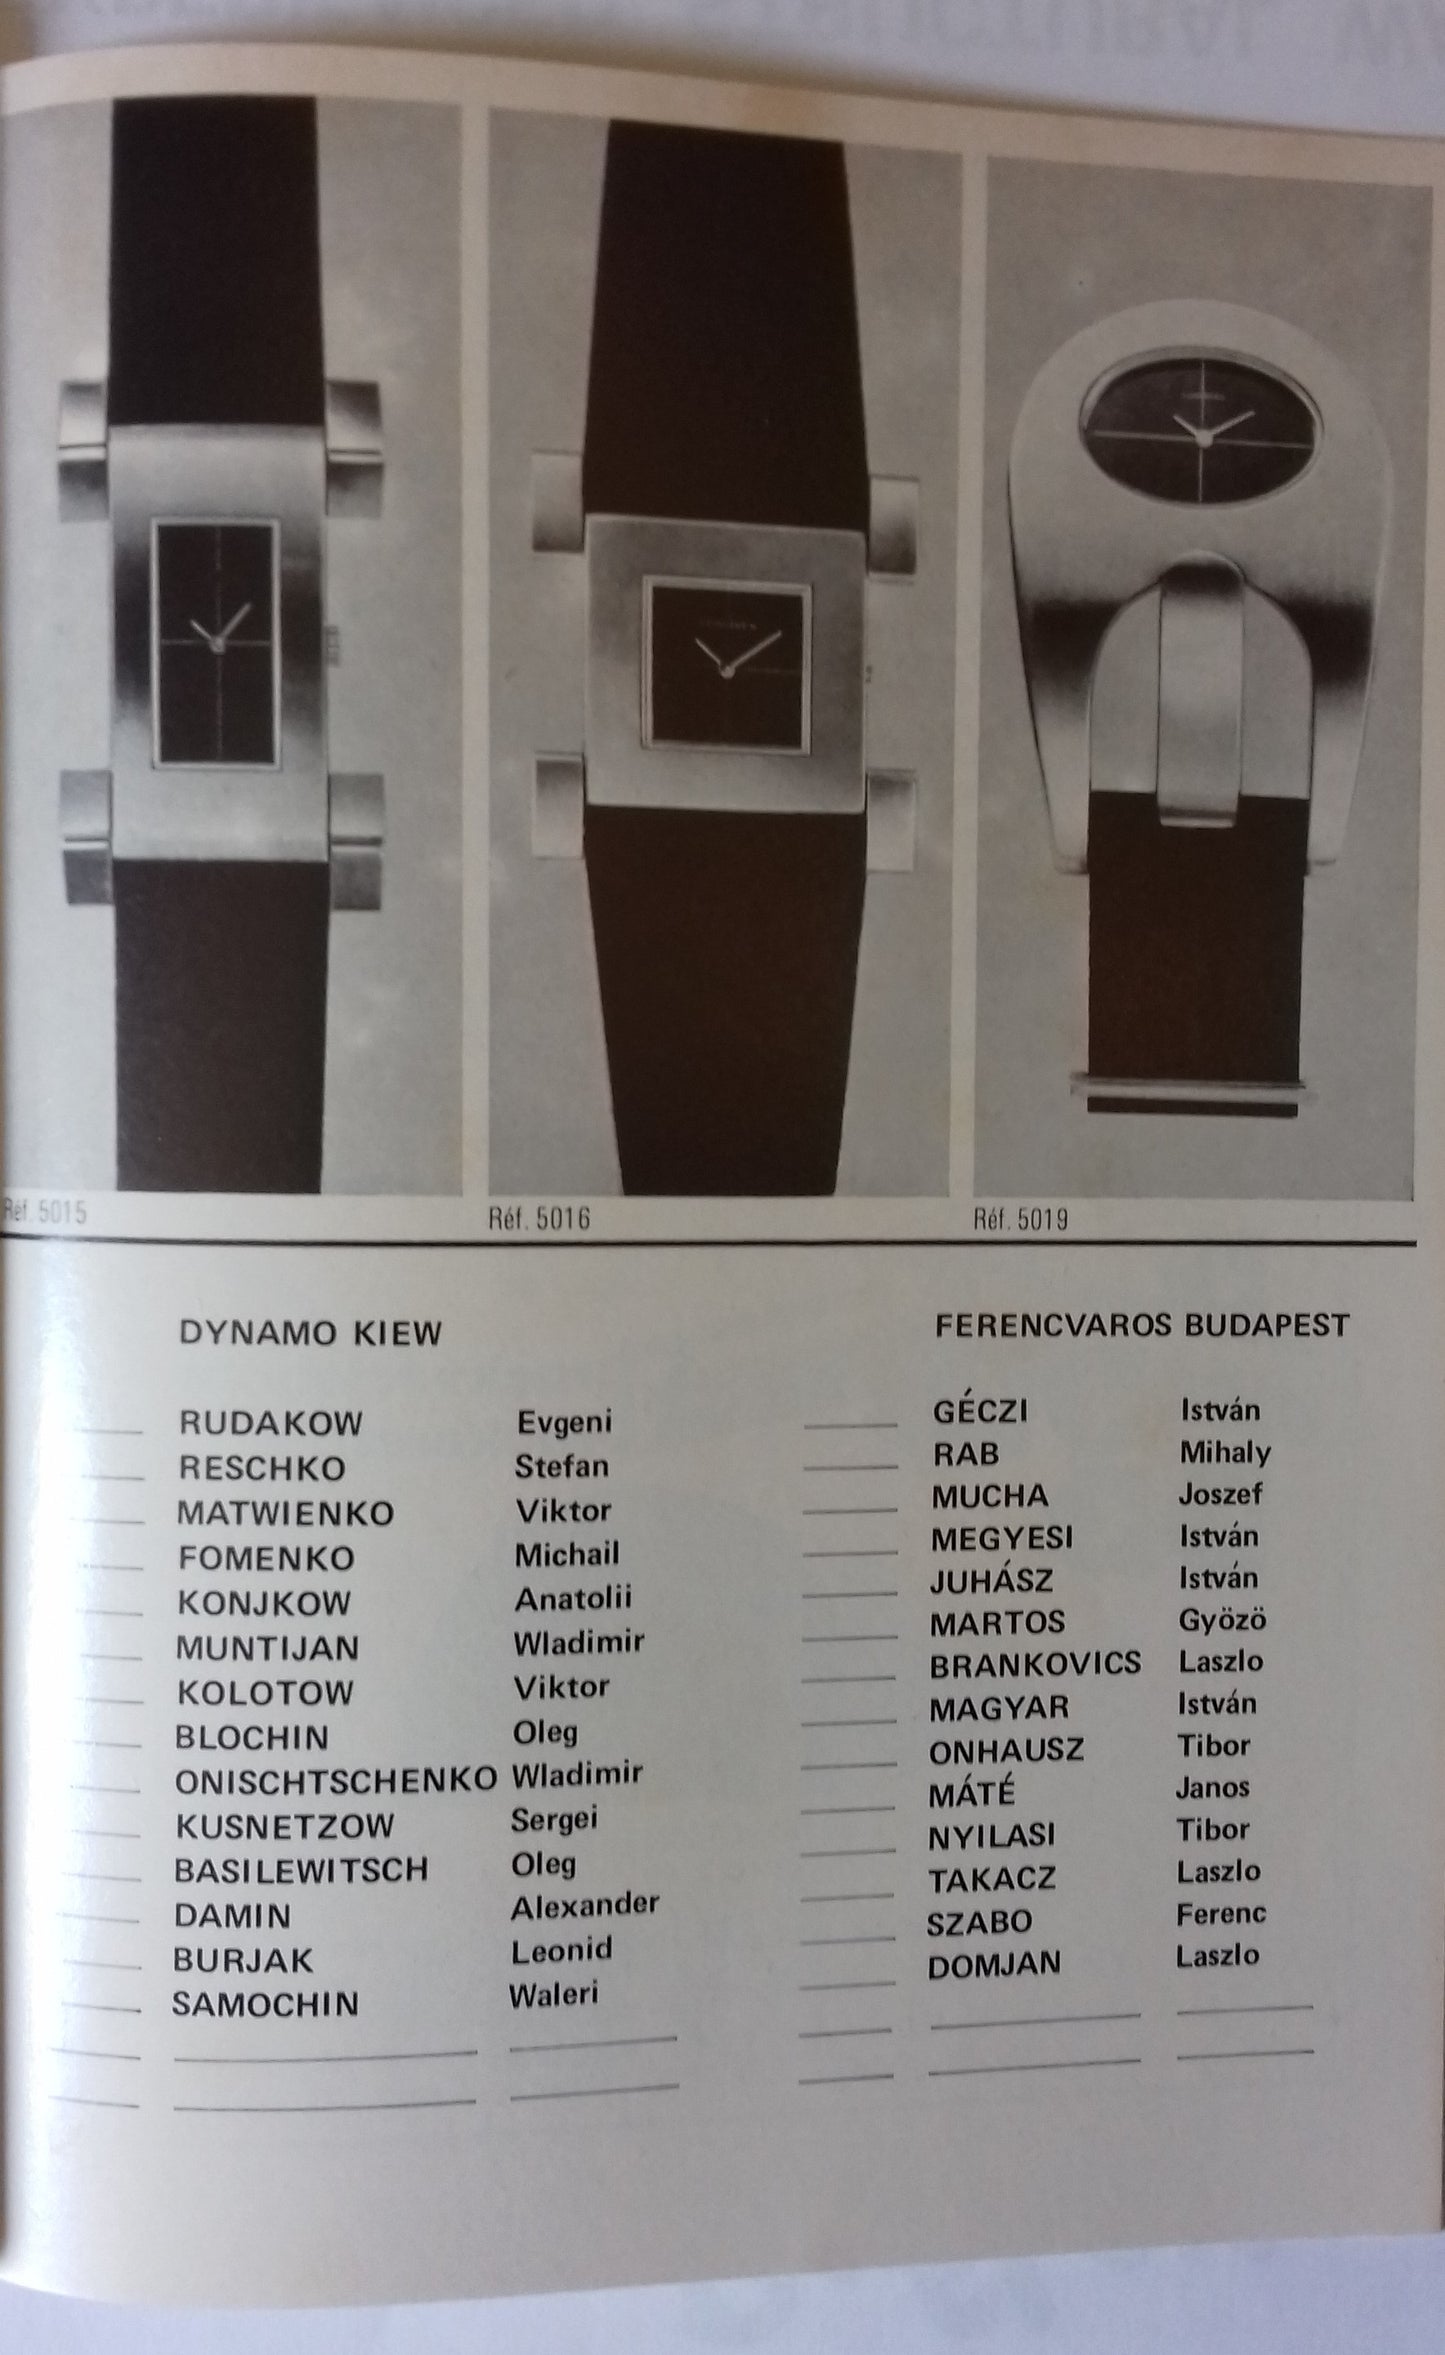 Réf. 5015
Réf. 5016
Réf. 5019
DYNAMO KIEW
RUDAKOW Evgeni
RESCHKO Stefan
MATWIENKO Viktor
FOMENKO Michail
KONJKOW Anatolii
MUNTIJAN Wladimir
KOLOTOW Viktor
BLOCHIN Oleg
ONISCHTSCHENKO Wladimir
KUSNETZOW Sergei
BASILEWITSCH Oleg
DAMIN Alexander
BURJAK Leonid
SAMOCHIN Waleri
FERENCVAROS BUDAPEST
GÉCZI István
RAB Mihaly
MUCHA Joszef
MEGYESI István
JUHÁSZ István
MARTOS Gyözö
BRANKOVICS Laszlo
MAGYAR István
ONHAUSZ Tibor
MÁTÉ Janos
NYILASI Tibor
TAKACZ Laszlo
SZABO Ferenc
DOMJAN Laszlo